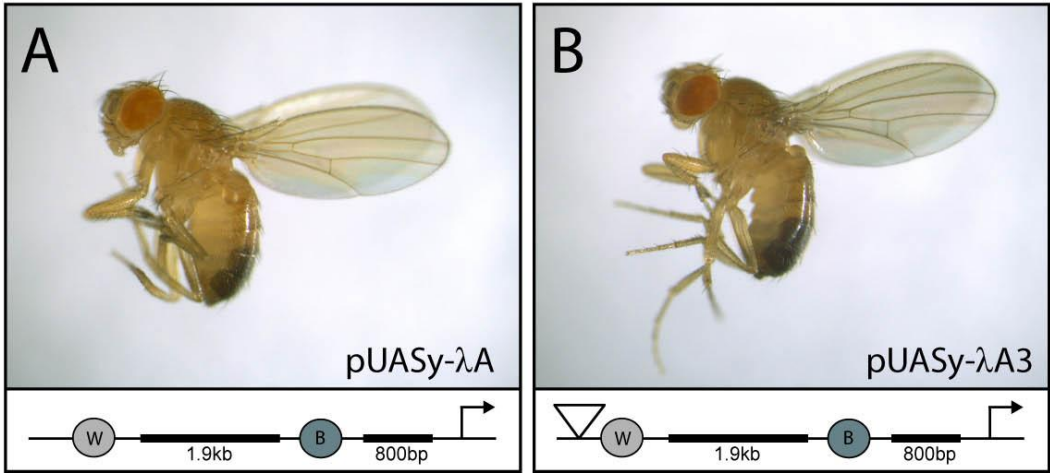 A
pUASy-λA
W
B
1.9kb
800bp
B
pUASy-λA3
W
B
1.9kb
800bp